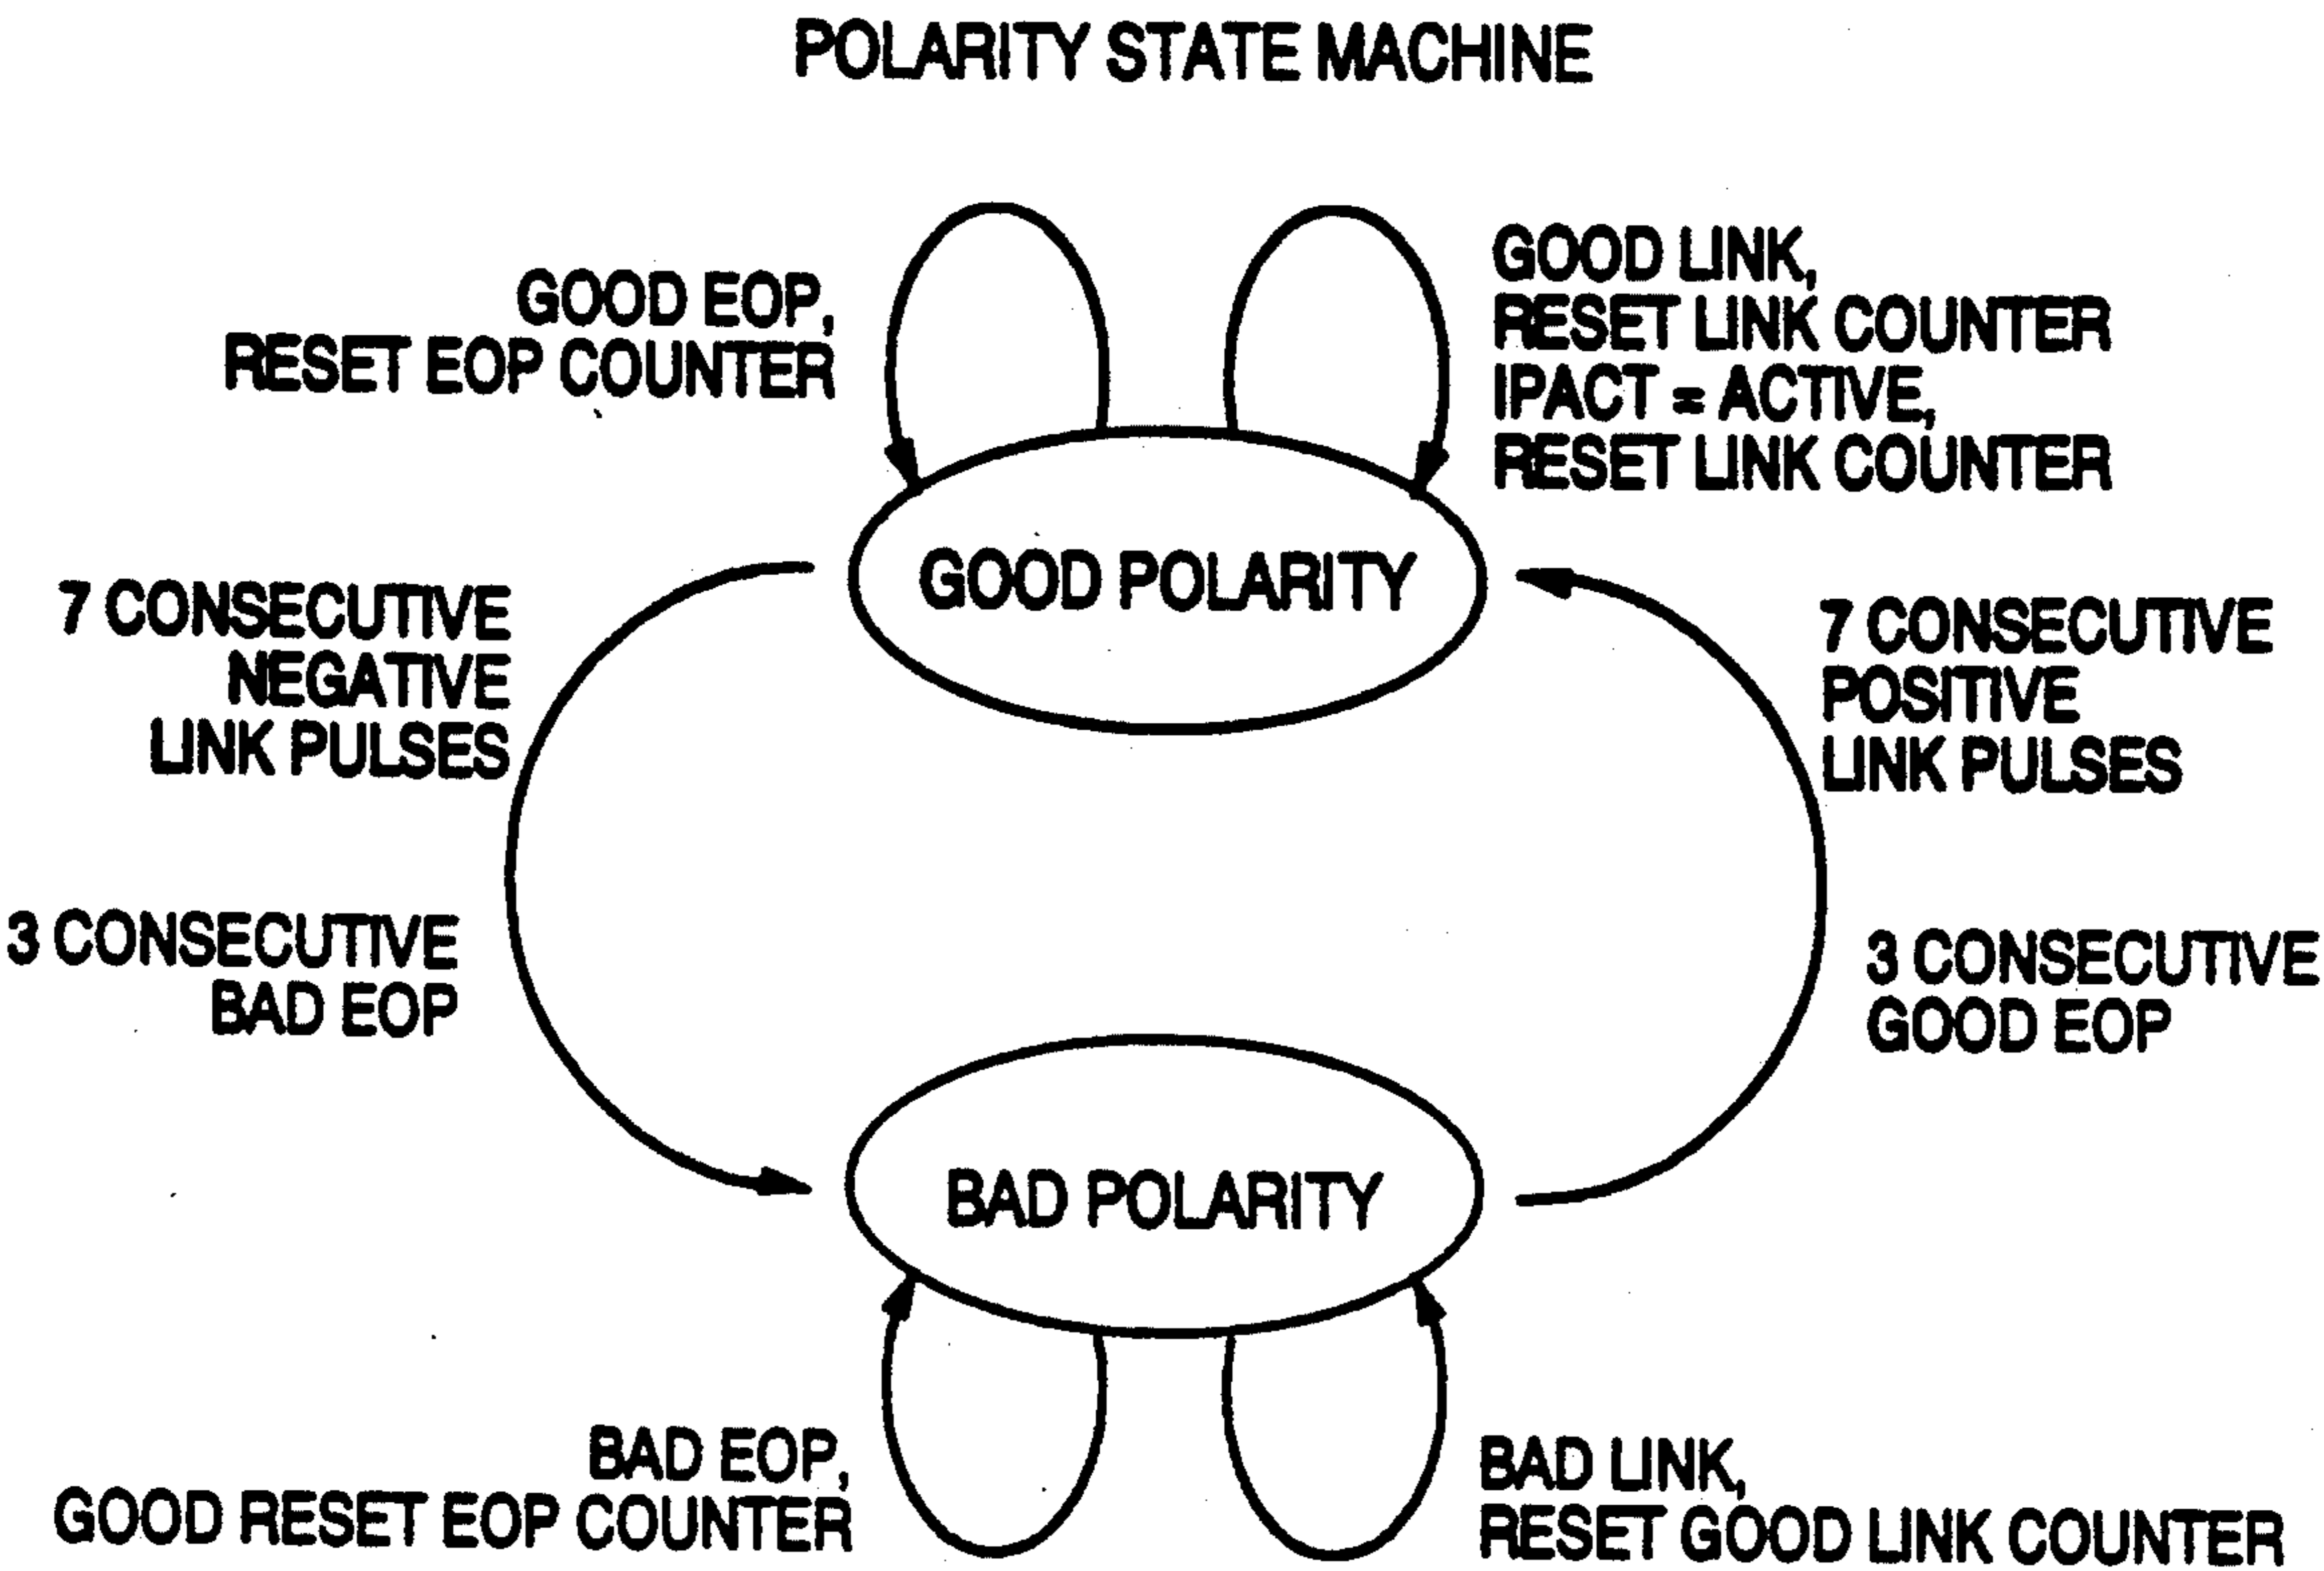 POLARITY STATE MACHINE
GOOD EOP,
RESET EOP COUNTER
GOOD LINK,
RESET LINK COUNTER
IPACT = ACTIVE,
RESET LINK COUNTER
GOOD POLARITY
7 CONSECUTIVE
NEGATIVE
LINK PULSES
7 CONSECUTIVE
POSITIVE
LINK PULSES
3 CONSECUTIVE
BAD EOP
3 CONSECUTIVE
GOOD EOP
BAD POLARITY
BAD EOP,
GOOD RESET EOP COUNTER
BAD LINK,
RESET GOOD LINK COUNTER